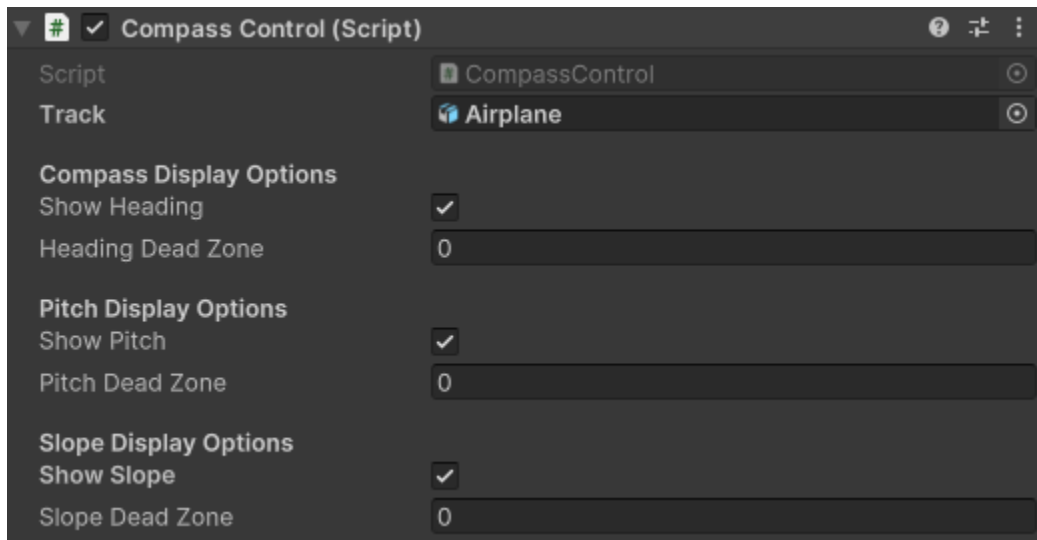 # Compass Control (Script)
Script CompassControl
Track Airplane
Compass Display Options
Show Heading
Heading Dead Zone 0
Pitch Display Options
Show Pitch
Pitch Dead Zone 0
Slope Display Options
Show Slope
Slope Dead Zone 0